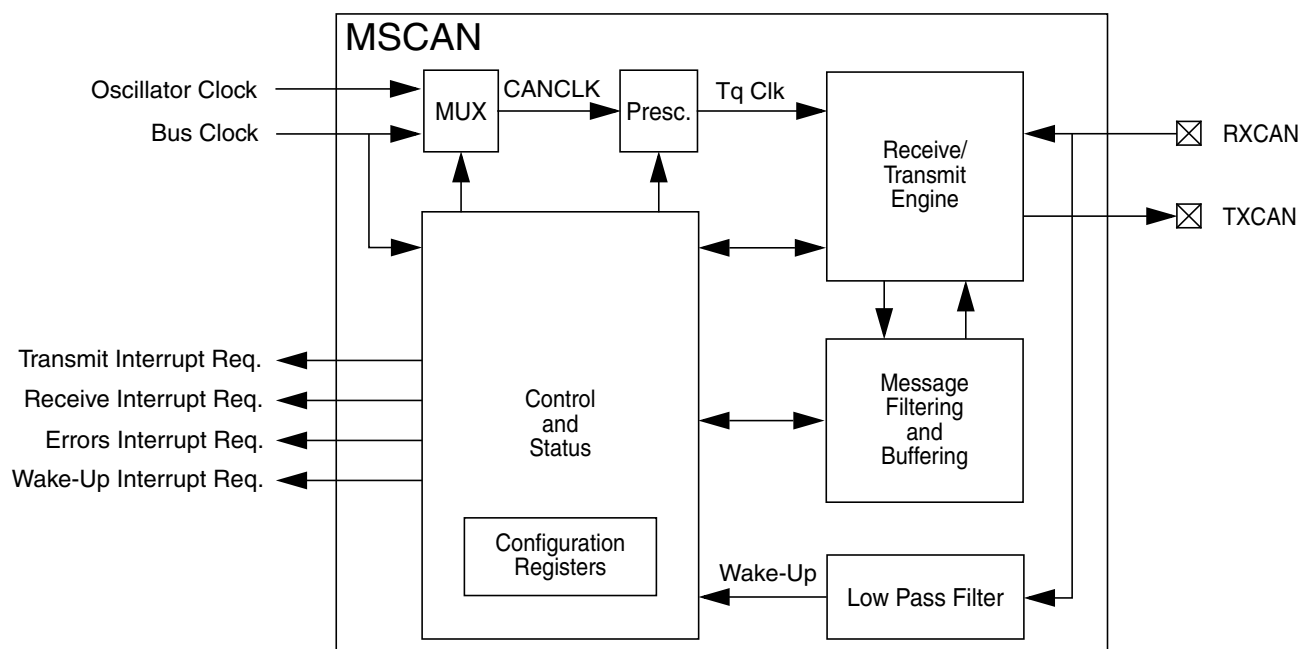 MSCAN
Oscillator Clock
Bus Clock
MUX
CANCLK
Presc.
Tq Clk
Receive/
Transmit
Engine
RXCAN
TXCAN
Transmit Interrupt Req.
Receive Interrupt Req.
Errors Interrupt Req.
Wake-Up Interrupt Req.
Control
and
Status
Message
Filtering
and
Buffering
Configuration
Registers
Wake-Up
Low Pass Filter